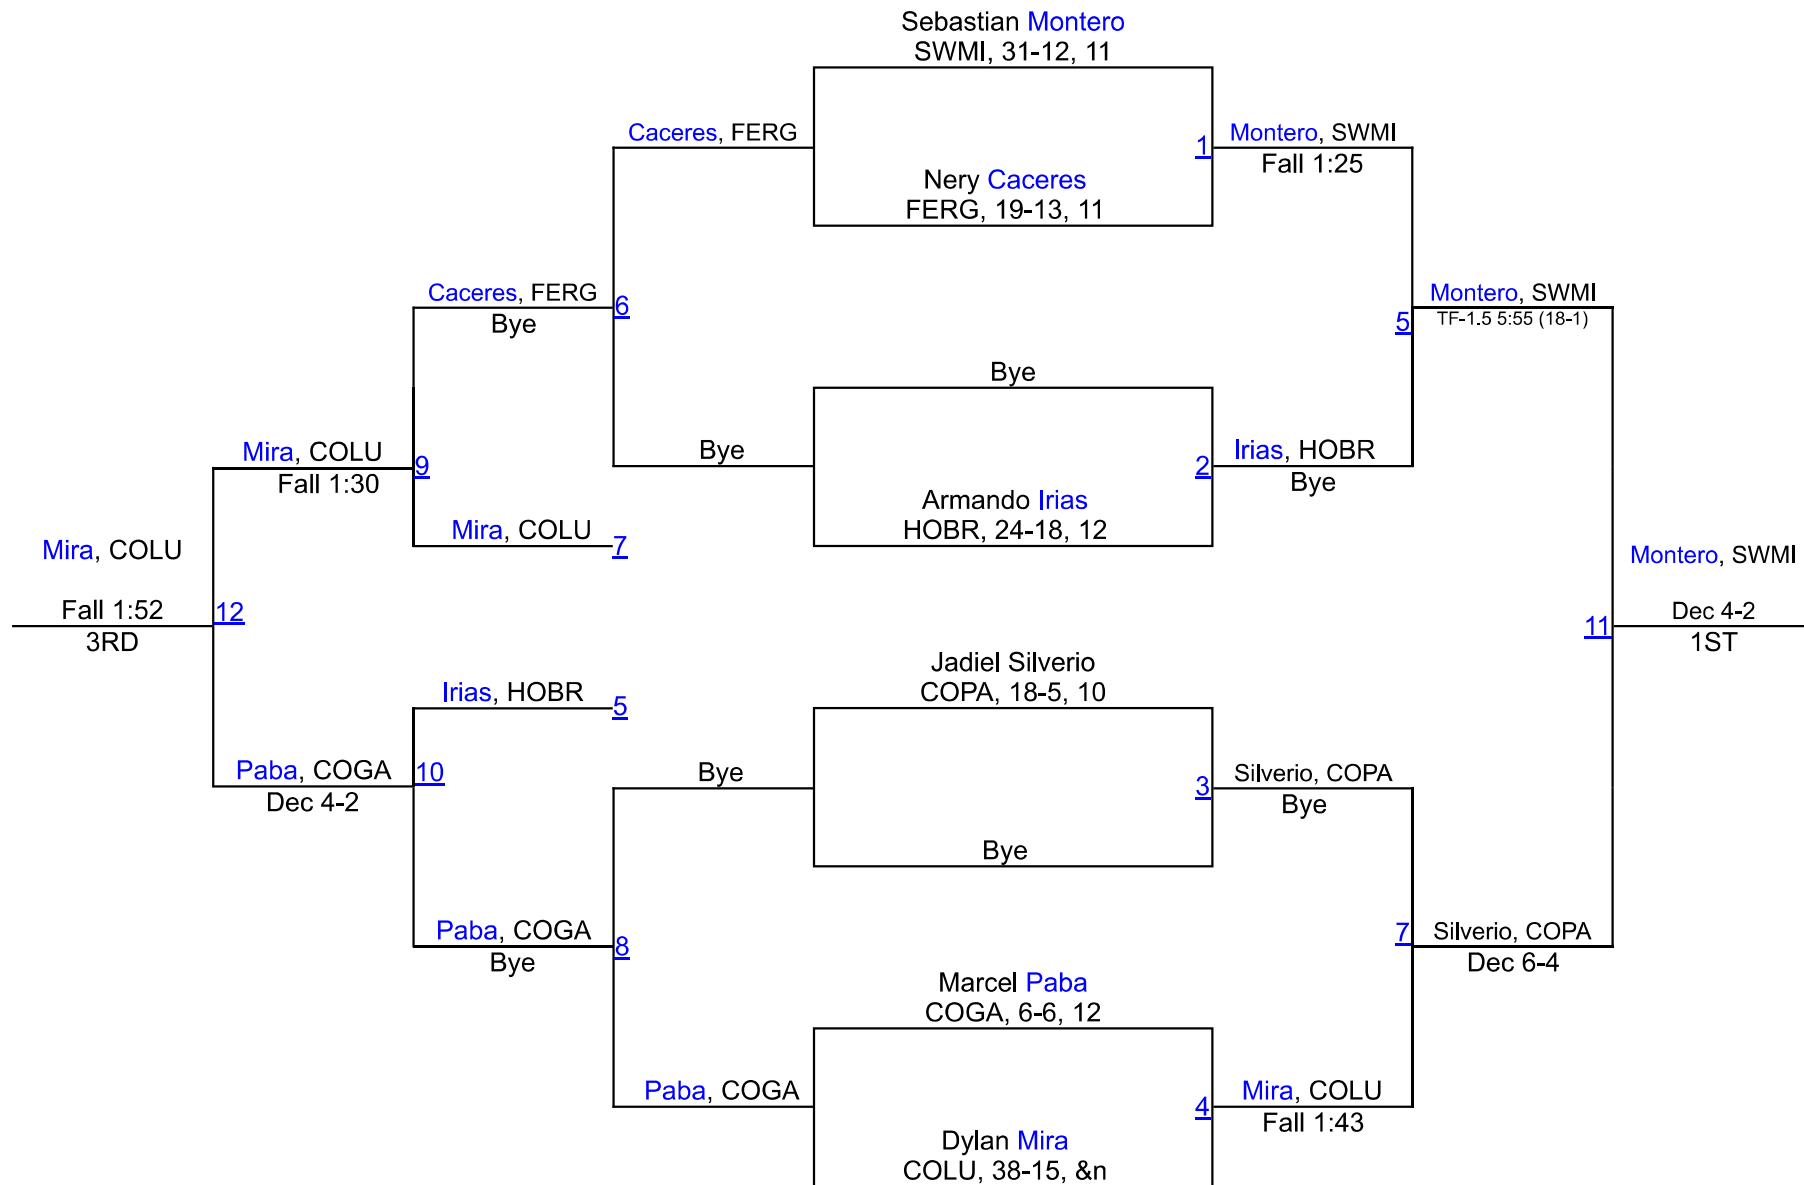 Sebastian Montero
SWMI, 31-12, 11
Caceres, FERG
1
Montero, SWMI
Fall 1:25
Nery Caceres
FERG, 19-13, 11
Caceres, FERG
Bye
6
Montero, SWMI
TF-1.5 5:55 (18-1)
5
Bye
Mira, COLU
Fall 1:30
9
Bye
2
Irias, HOBR
Bye
Armando Irias
HOBR, 24-18, 12
Mira, COLU
7
Mira, COLU
Fall 1:52
3RD
12
Montero, SWMI
Dec 4-2
1ST
11
Jadiel Silverio
COPA, 18-5, 10
Irias, HOBR
5
Paba, COGA
Dec 4-2
10
Bye
3
Silverio, COPA
Bye
Bye
Paba, COGA
Bye
8
7
Silverio, COPA
Dec 6-4
Marcel Paba
COGA, 6-6, 12
Paba, COGA
4
Mira, COLU
Fall 1:43
Dylan Mira
COLU, 38-15, &n